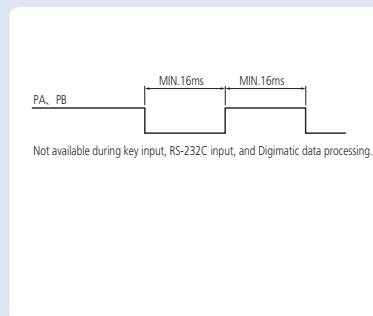 MIN.16ms MIN.16ms
PA、PB
Not available during key input, RS-232C input, and Digimatic data processing.